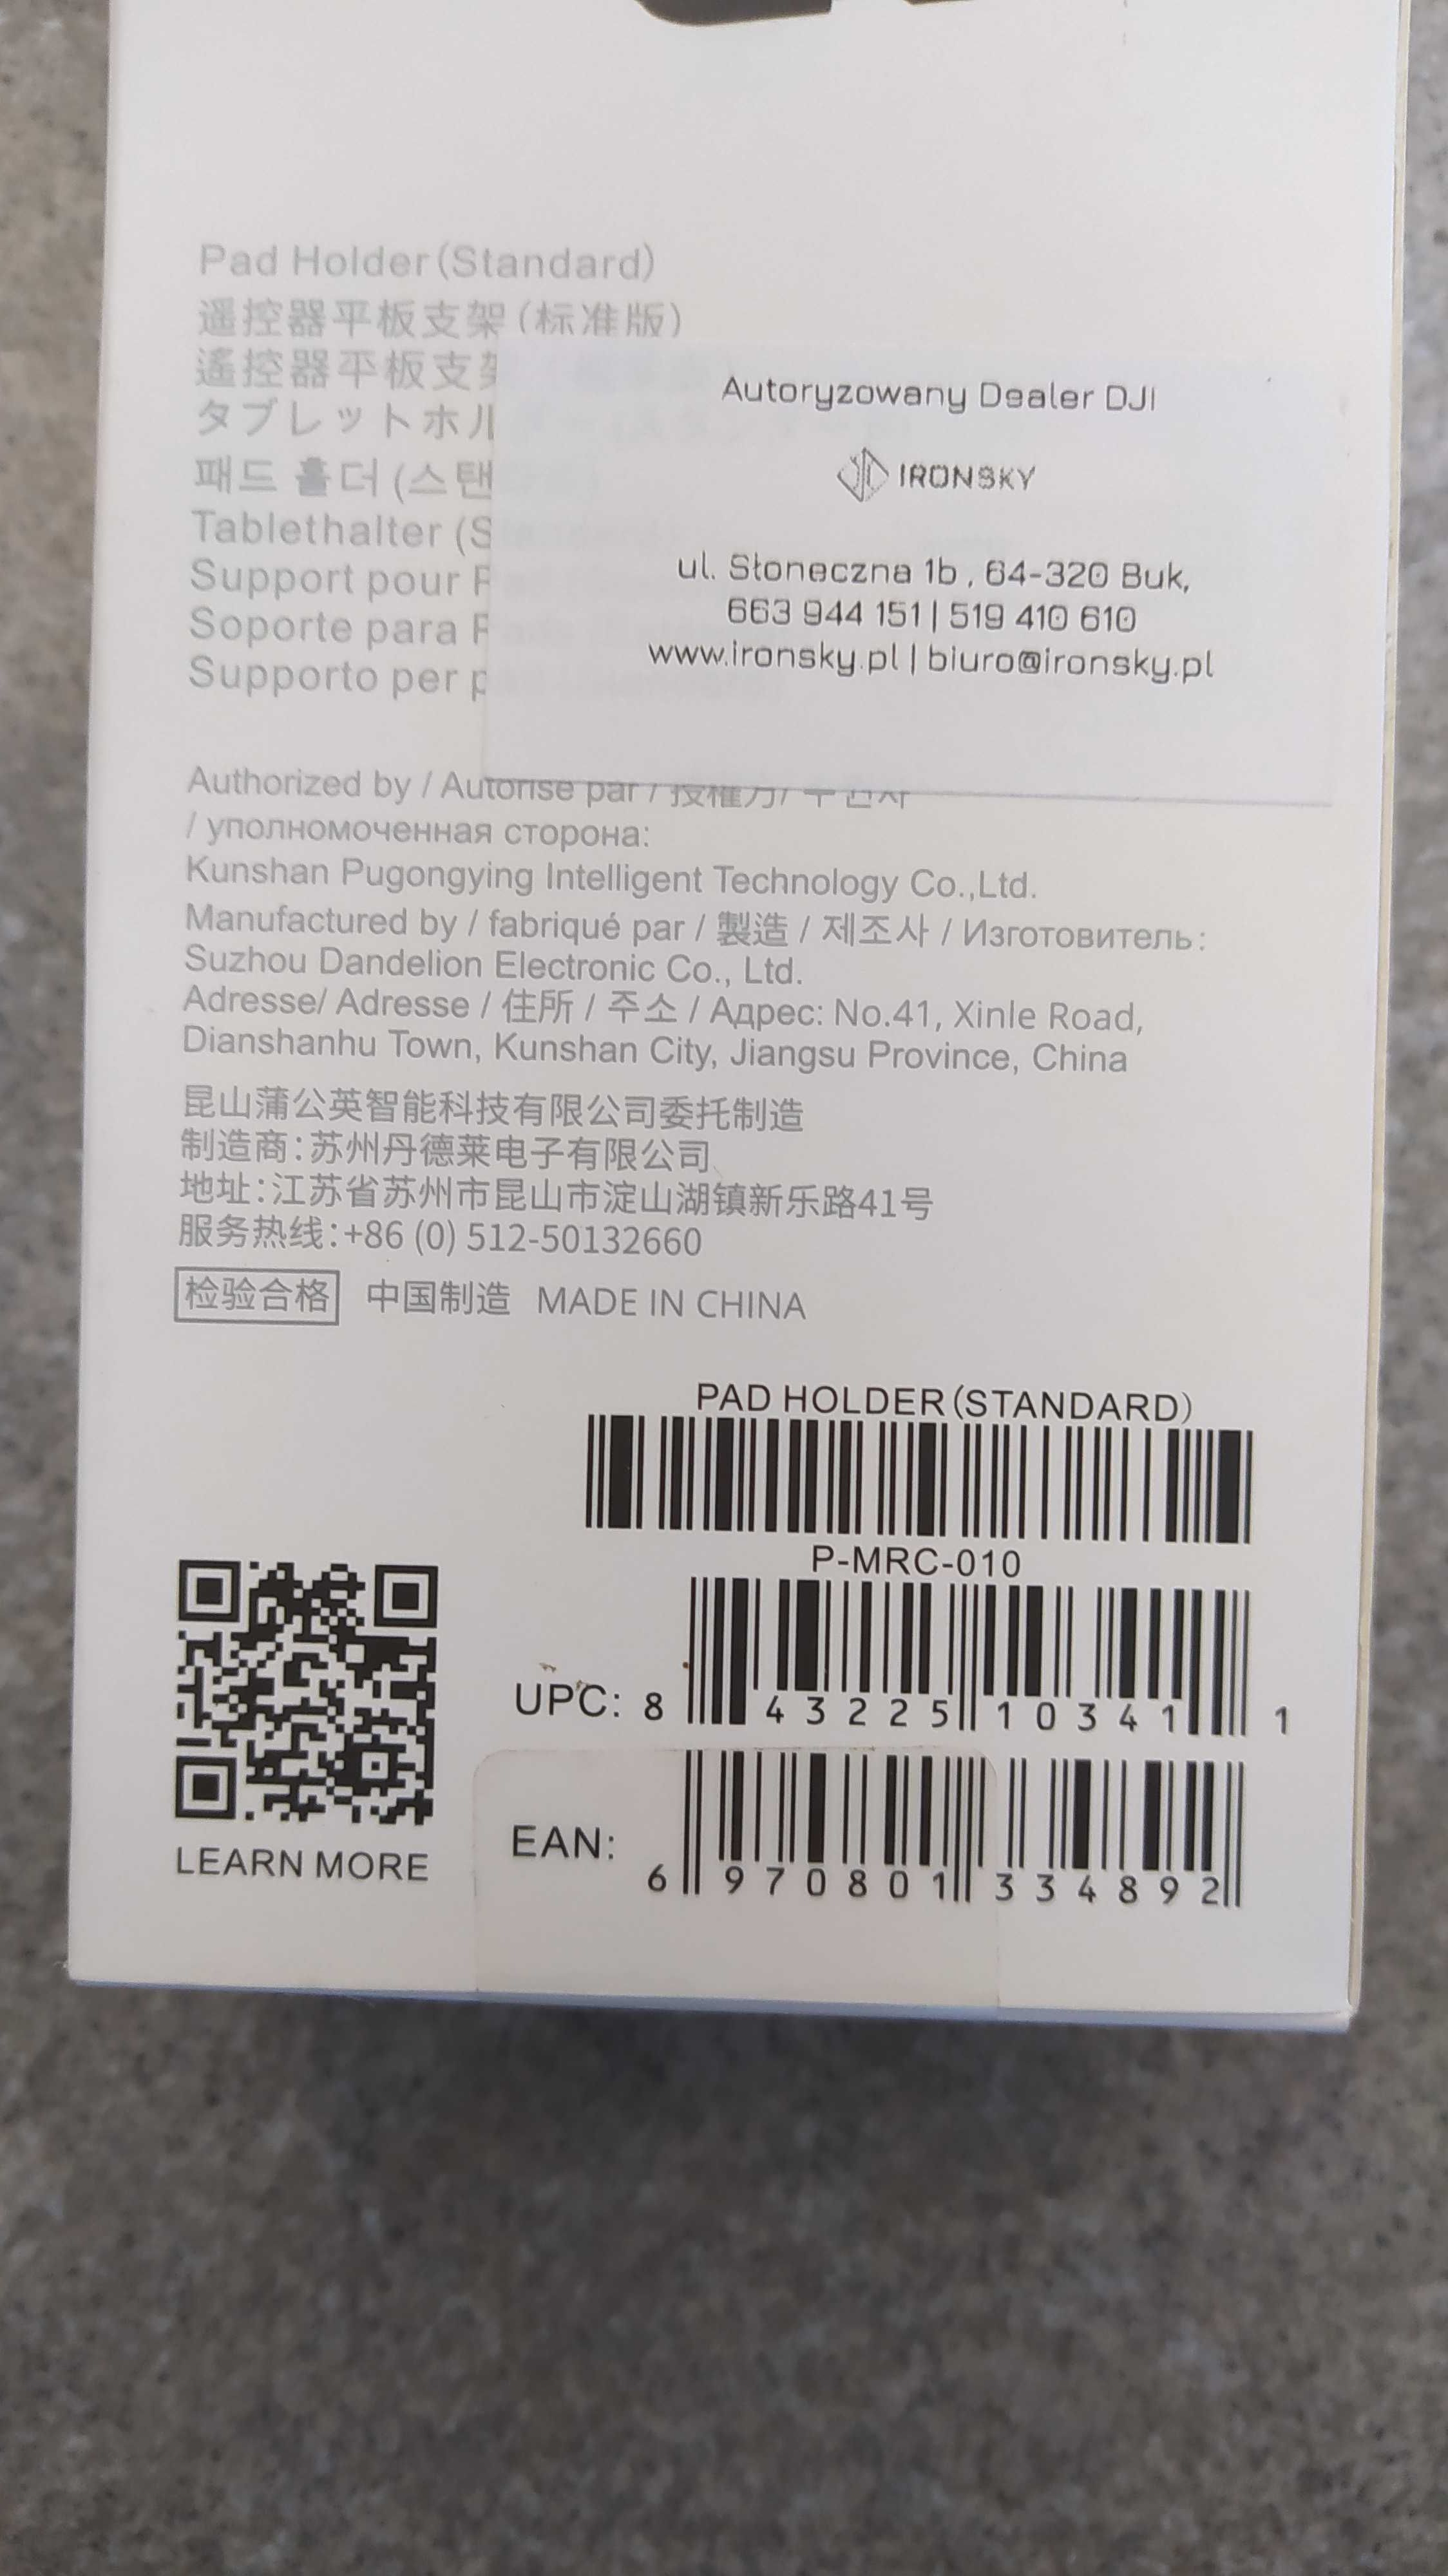 Pad Holder(Standard)
遥控器平板支架(标准版)
遙控器平板支
タブレットホル
패드 홀더 (스탠
Tablethalter (S
Support pour
Soporte para
Supporto per
Autoryzowany Dealer DJI
IRONSKY
ul. Słoneczna 1b , 64-320 Buk,
663 944 151 | 519 410 610
www.ironsky.pl | biuro@ironsky.pl
Authorized by / Autorisé par / 授權方/
/ уполномоченная сторона:
Kunshan Pugongying Intelligent Technology Co.,Ltd.
Manufactured by / fabriqué par / 製造 / 제조사 / Изготовитель:
Suzhou Dandelion Electronic Co., Ltd.
Adresse/ Adresse / 住所 / 주소 / Адрес: No.41, Xinle Road,
Dianshanhu Town, Kunshan City, Jiangsu Province, China
昆山蒲公英智能科技有限公司委托制造
制造商:苏州丹德莱电子有限公司
地址:江苏省苏州市昆山市淀山湖镇新乐路41号
服务热线:+86 (0) 512-50132660
检验合格 中国制造 MADE IN CHINA
PAD HOLDER(STANDARD)
P-MRC-010
UPC: 8 43225 10341 1
EAN: 6 970801 334892
LEARN MORE